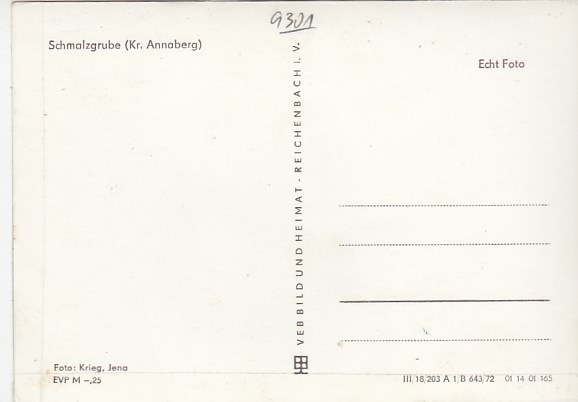 9301
Schmalzgrube (Kr. Annaberg)
Echt Foto
VEB BILD UND HEIMAT · REICHENBACH I. V.
Foto: Krieg, Jena
EVP M –,25
III/18/203 A 1/B 643/72 01 14 01 165